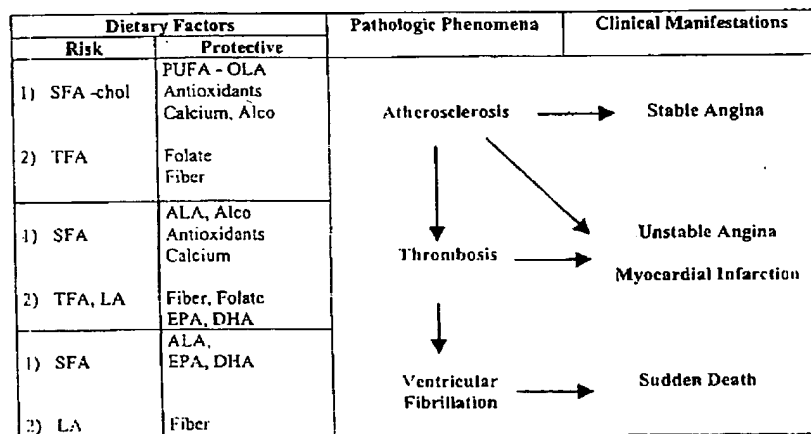 Dietary Factors Pathologic Phenomena Clinical Manifestations
Risk Protective
PUFA - OLA
1) SFA -chol Antioxidants
Calcium, Alco
Atherosclerosis Stable Angina
2) TFA Folate
Fiber
ALA, Alco
1) SFA Antioxidants Unstable Angina
Calcium Thrombosis
Myocardial Infarction
2) TFA, LA Fiber, Folate
EPA, DHA
ALA,
1) SFA EPA, DHA
Ventricular Sudden Death
Fibrillation
2) LA Fiber